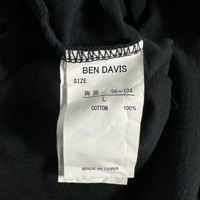 BEN DAVIS
SIZE
胸囲 96~104
L
COTTON 100%
MADE IN CHINA